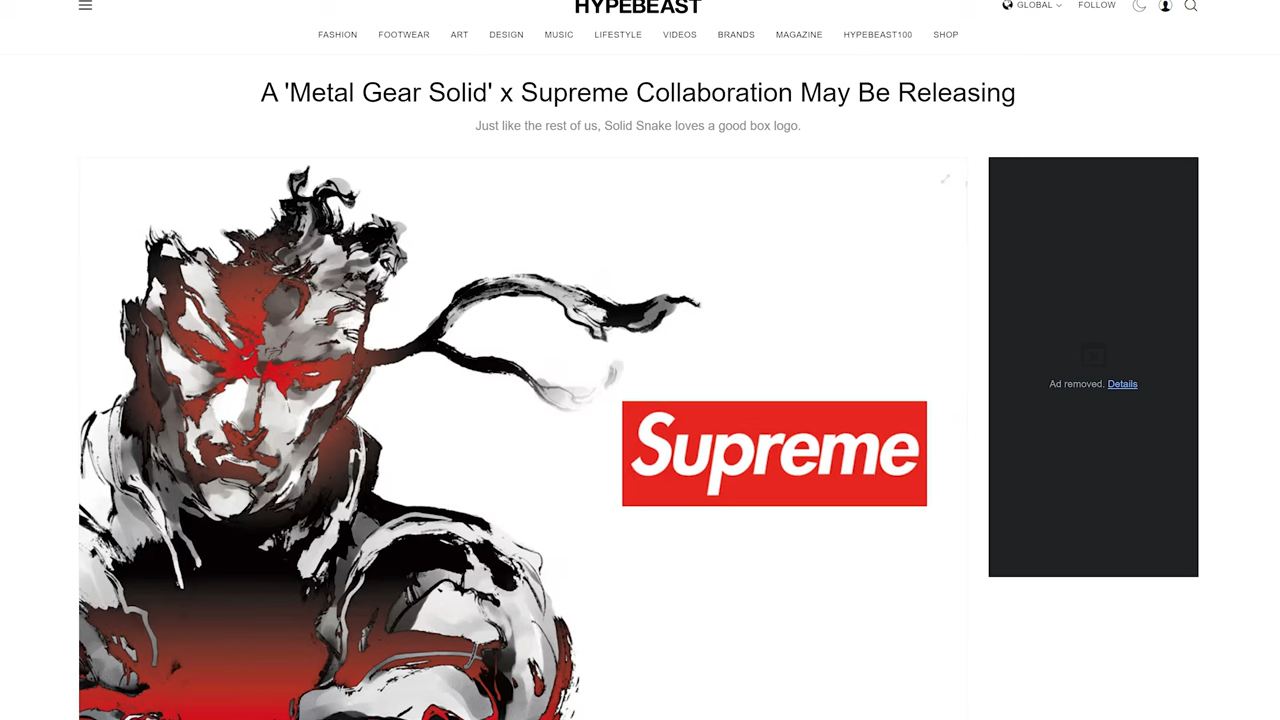 HYPEBEAST
GLOBAL
FOLLOW
FASHION FOOTWEAR ART DESIGN MUSIC LIFESTYLE VIDEOS BRANDS MAGAZINE HYPEBEAST100 SHOP
A 'Metal Gear Solid' x Supreme Collaboration May Be Releasing
Just like the rest of us, Solid Snake loves a good box logo.
Supreme
Ad removed. Details